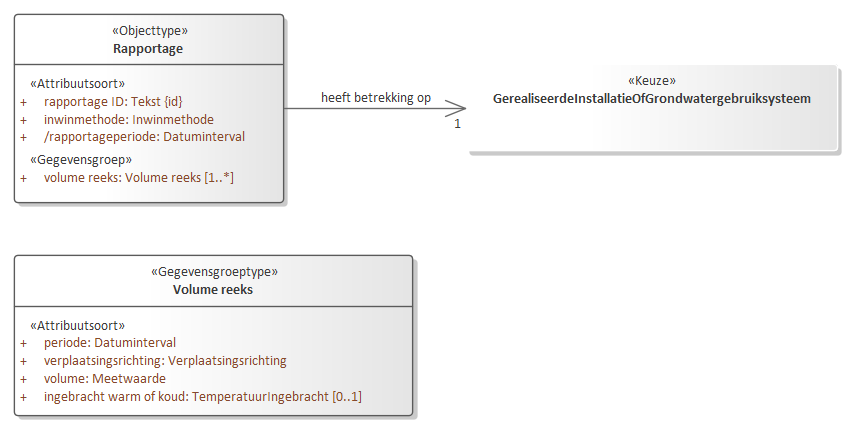 «Objecttype»
Rapportage
«Attribuutsoort»
+ rapportage ID: Tekst {id}
+ inwinmethode: Inwinmethode
+ /rapportageperiode: Datuminterval
«Gegevensgroep»
+ volume reeks: Volume reeks [1..*]
heeft betrekking op
1
«Keuze»
GerealiseerdeInstallatieOfGrondwatergebruiksysteem
«Gegevensgroeptype»
Volume reeks
«Attribuutsoort»
+ periode: Datuminterval
+ verplaatsingsrichting: Verplaatsingsrichting
+ volume: Meetwaarde
+ ingebracht warm of koud: TemperatuurIngebracht [0..1]